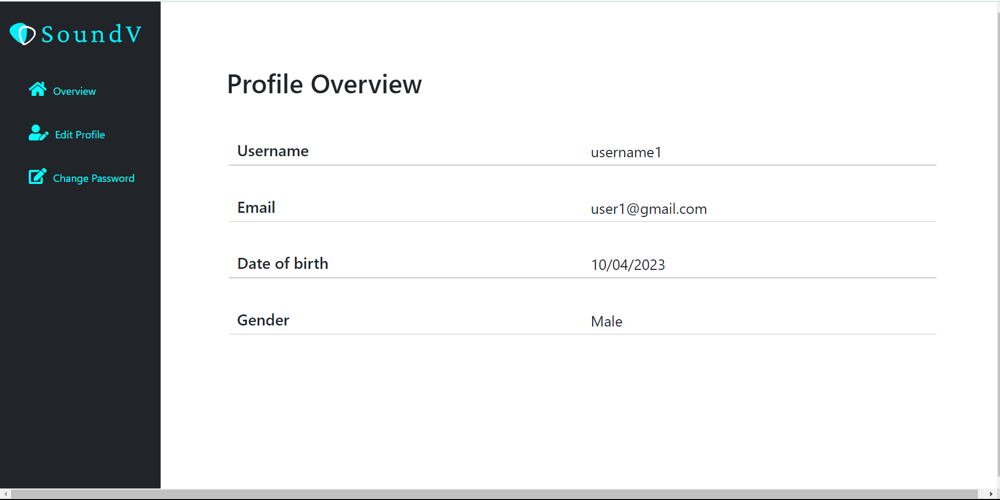 SoundV
Overview
Edit Profile
Change Password
Profile Overview
Username username1
Email user1@gmail.com
Date of birth 10/04/2023
Gender Male